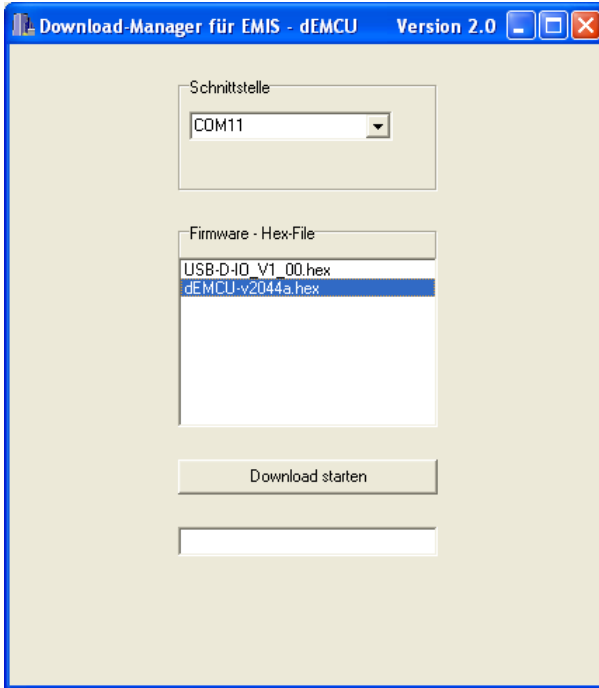 Download-Manager für EMIS - dEMCU Version 2.0
Schnittstelle
COM11
Firmware - Hex-File
USB-D-IO_V1_00.hex
dEMCU-v2044a.hex
Download starten